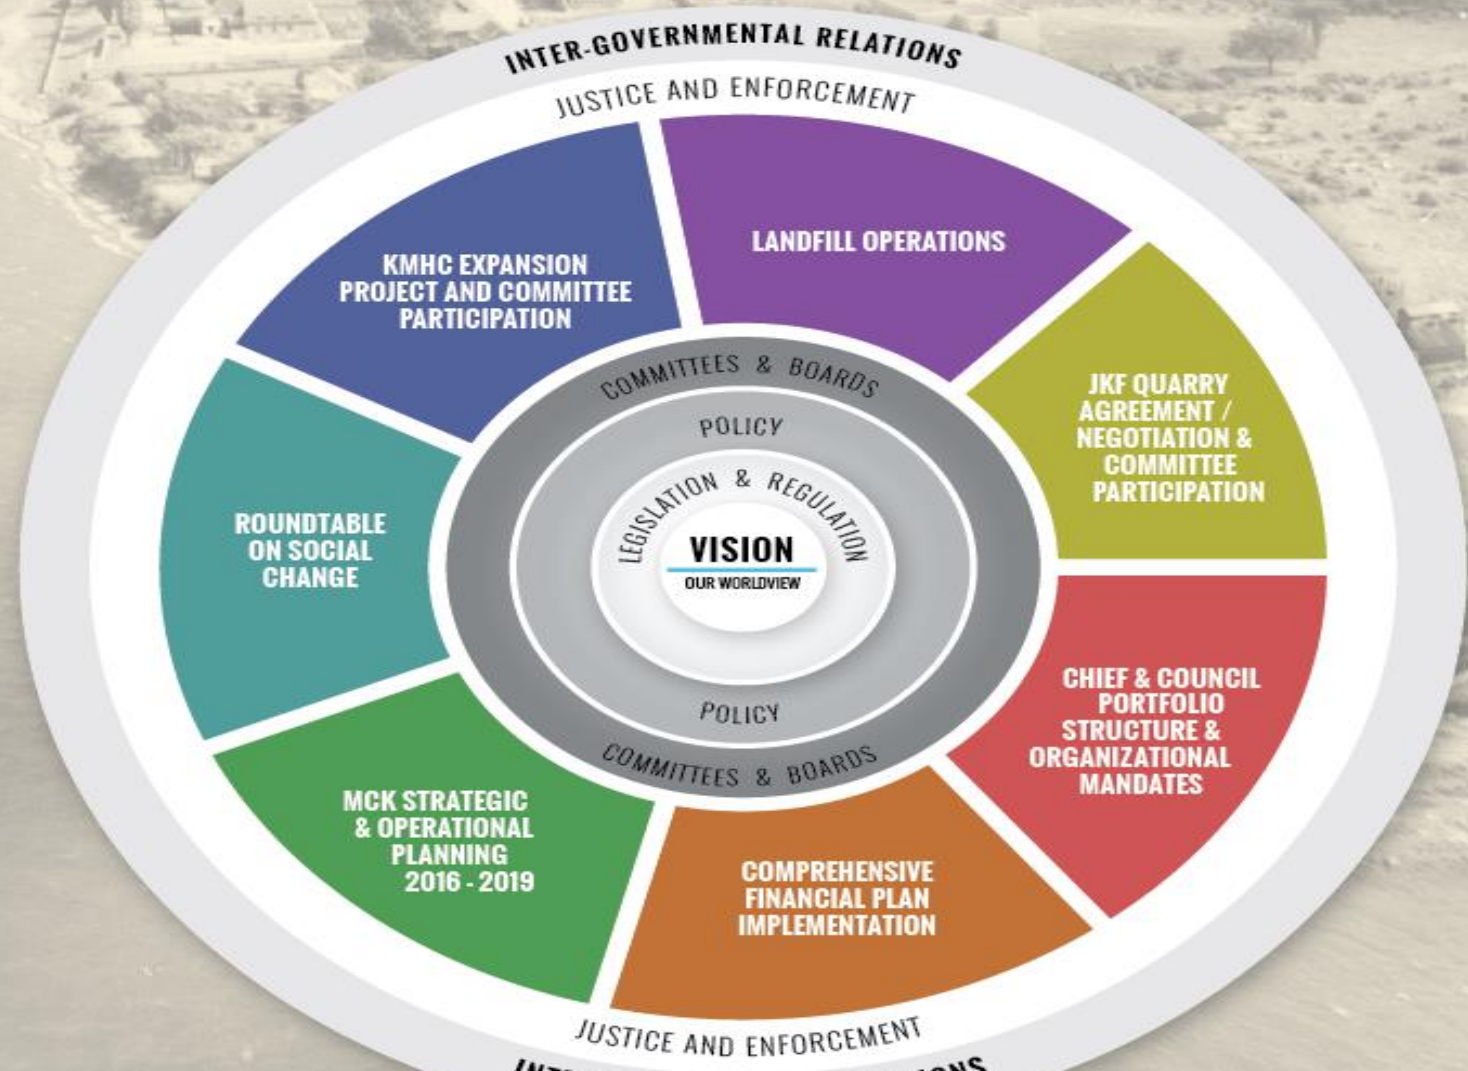 INTER-GOVERNMENTAL RELATIONS
JUSTICE AND ENFORCEMENT
LANDFILL OPERATIONS
KMHC EXPANSION
PROJECT AND COMMITTEE
PARTICIPATION
JKF QUARRY
AGREEMENT /
NEGOTIATION &
COMMITTEE
PARTICIPATION
COMMITTEES & BOARDS
POLICY
LEGISLATION & REGULATION
VISION
OUR WORLDVIEW
ROUNDTABLE
ON SOCIAL
CHANGE
CHIEF & COUNCIL
PORTFOLIO
STRUCTURE &
ORGANIZATIONAL
MANDATES
POLICY
COMMITTEES & BOARDS
MCK STRATEGIC
& OPERATIONAL
PLANNING
2016 - 2019
COMPREHENSIVE
FINANCIAL PLAN
IMPLEMENTATION
JUSTICE AND ENFORCEMENT